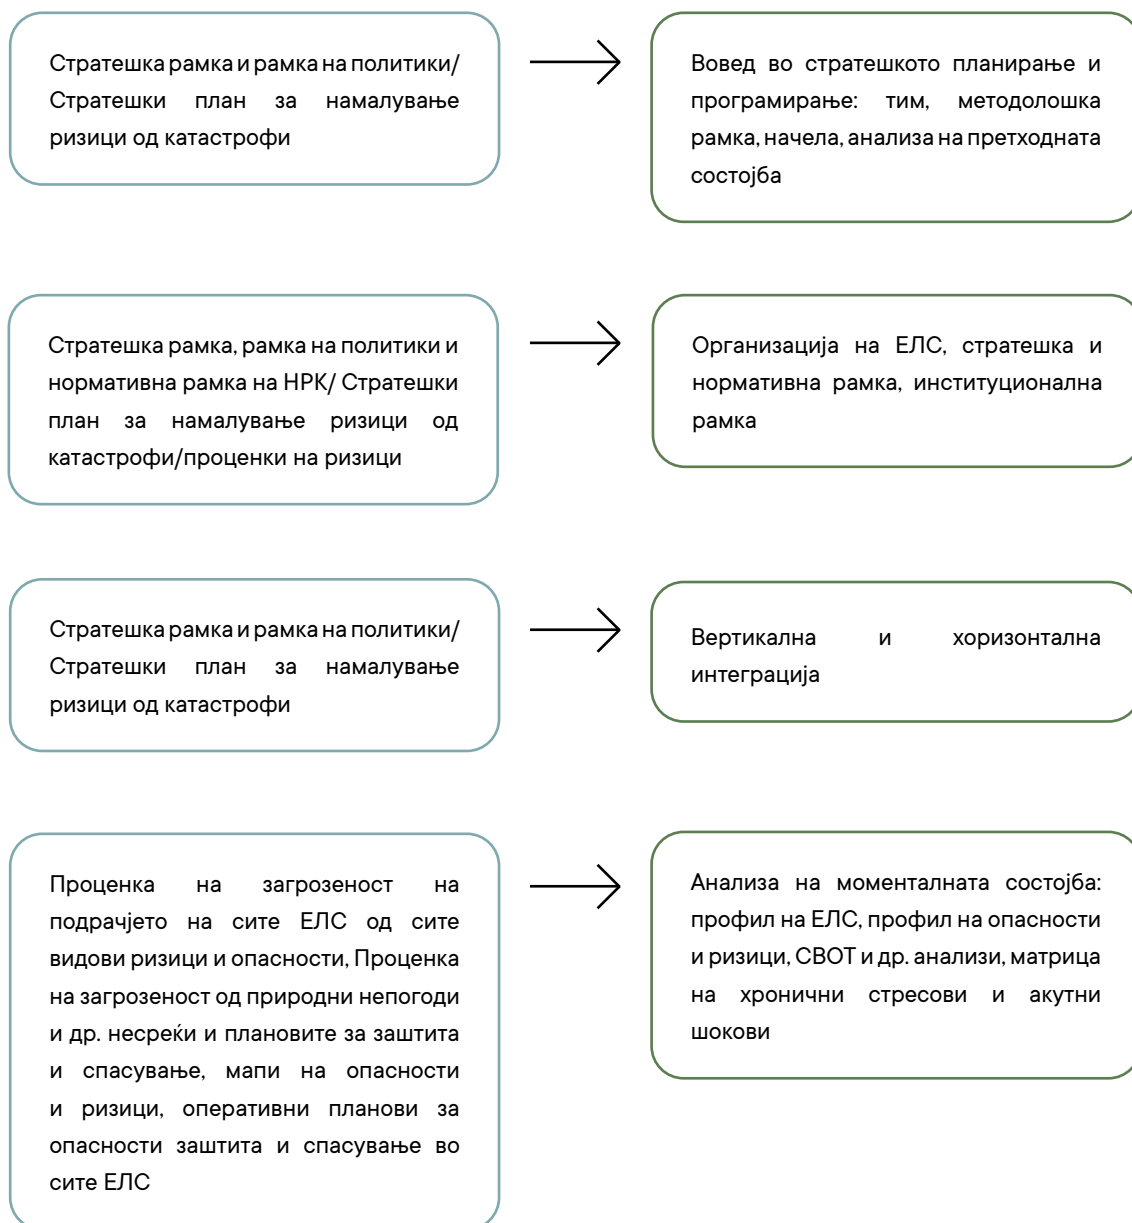 Стратешка рамка и рамка на политики/
Стратешки план за намалување
ризици од катастрофи
Вовед во стратешкото планирање и
програмирање: тим, методолошка
рамка, начела, анализа на претходната
состојба
Стратешка рамка, рамка на политики и
нормативна рамка на НРК/ Стратешки
план за намалување ризици од
катастрофи/проценки на ризици
Организација на ЕЛС, стратешка и
нормативна рамка, институционална
рамка
Стратешка рамка и рамка на политики/
Стратешки план за намалување
ризици од катастрофи
Вертикална и хоризонтална
интеграција
Проценка на загрозеност на
подрачјето на сите ЕЛС од сите
видови ризици и опасности, Проценка
на загрозеност од природни непогоди
и др. несреќи и плановите за заштита
и спасување, мапи на опасности
и ризици, оперативни планови за
опасности заштита и спасување во
сите ЕЛС
Анализа на моменталната состојба:
профил на ЕЛС, профил на опасности
и ризици, СВОТ и др. анализи, матрица
на хронични стресови и акутни
шокови